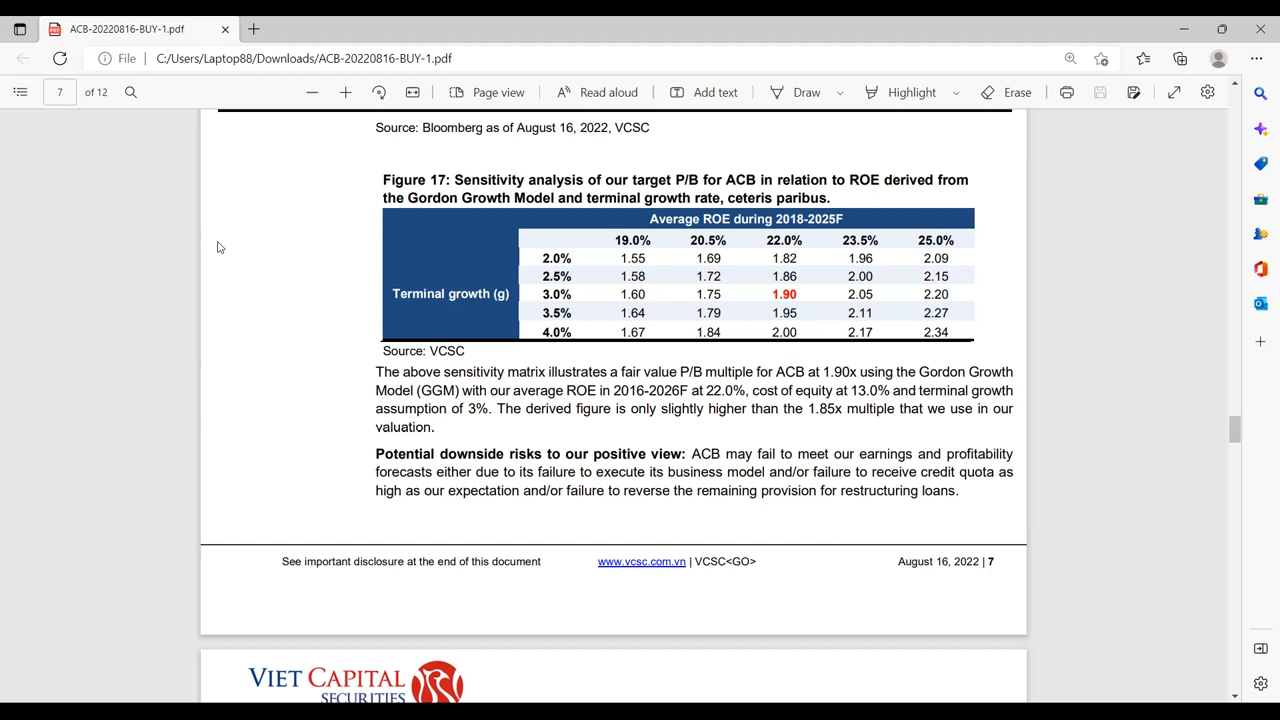 ACB-20220816-BUY-1.pdf
File C:/Users/Laptop88/Downloads/ACB-20220816-BUY-1.pdf
7 of 12 Page view Read aloud Add text Draw Highlight Erase
Source: Bloomberg as of August 16, 2022, VCSC
Figure 17: Sensitivity analysis of our target P/B for ACB in relation to ROE derived from
the Gordon Growth Model and terminal growth rate, ceteris paribus.
Average ROE during 2018-2025F
19.0% 20.5% 22.0% 23.5% 25.0%
2.0% 1.55 1.69 1.82 1.96 2.09
2.5% 1.58 1.72 1.86 2.00 2.15
Terminal growth (g) 3.0% 1.60 1.75 1.90 2.05 2.20
3.5% 1.64 1.79 1.95 2.11 2.27
4.0% 1.67 1.84 2.00 2.17 2.34
Source: VCSC
The above sensitivity matrix illustrates a fair value P/B multiple for ACB at 1.90x using the Gordon Growth
Model (GGM) with our average ROE in 2016-2026F at 22.0%, cost of equity at 13.0% and terminal growth
assumption of 3%. The derived figure is only slightly higher than the 1.85x multiple that we use in our
valuation.
Potential downside risks to our positive view: ACB may fail to meet our earnings and profitability
forecasts either due to its failure to execute its business model and/or failure to receive credit quota as
high as our expectation and/or failure to reverse the remaining provision for restructuring loans.
See important disclosure at the end of this document www.vcsc.com.vn | VCSC<GO> August 16, 2022 | 7
VIET CAPITAL
SECURITIES